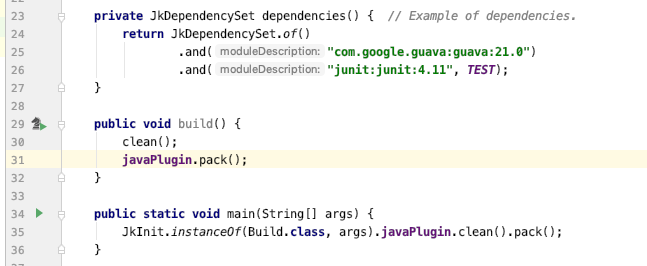 23 private JkDependencySet dependencies() {  // Example of dependencies.
24 return JkDependencySet.of()
25 .and( moduleDescription: "com.google.guava:guava:21.0")
26 .and( moduleDescription: "junit:junit:4.11", TEST);
27 }
28
29 public void build() {
30 clean();
31 javaPlugin.pack();
32 }
33
34 public static void main(String[] args) {
35 JkInit.instanceOf(Build.class, args).javaPlugin.clean().pack();
36 }